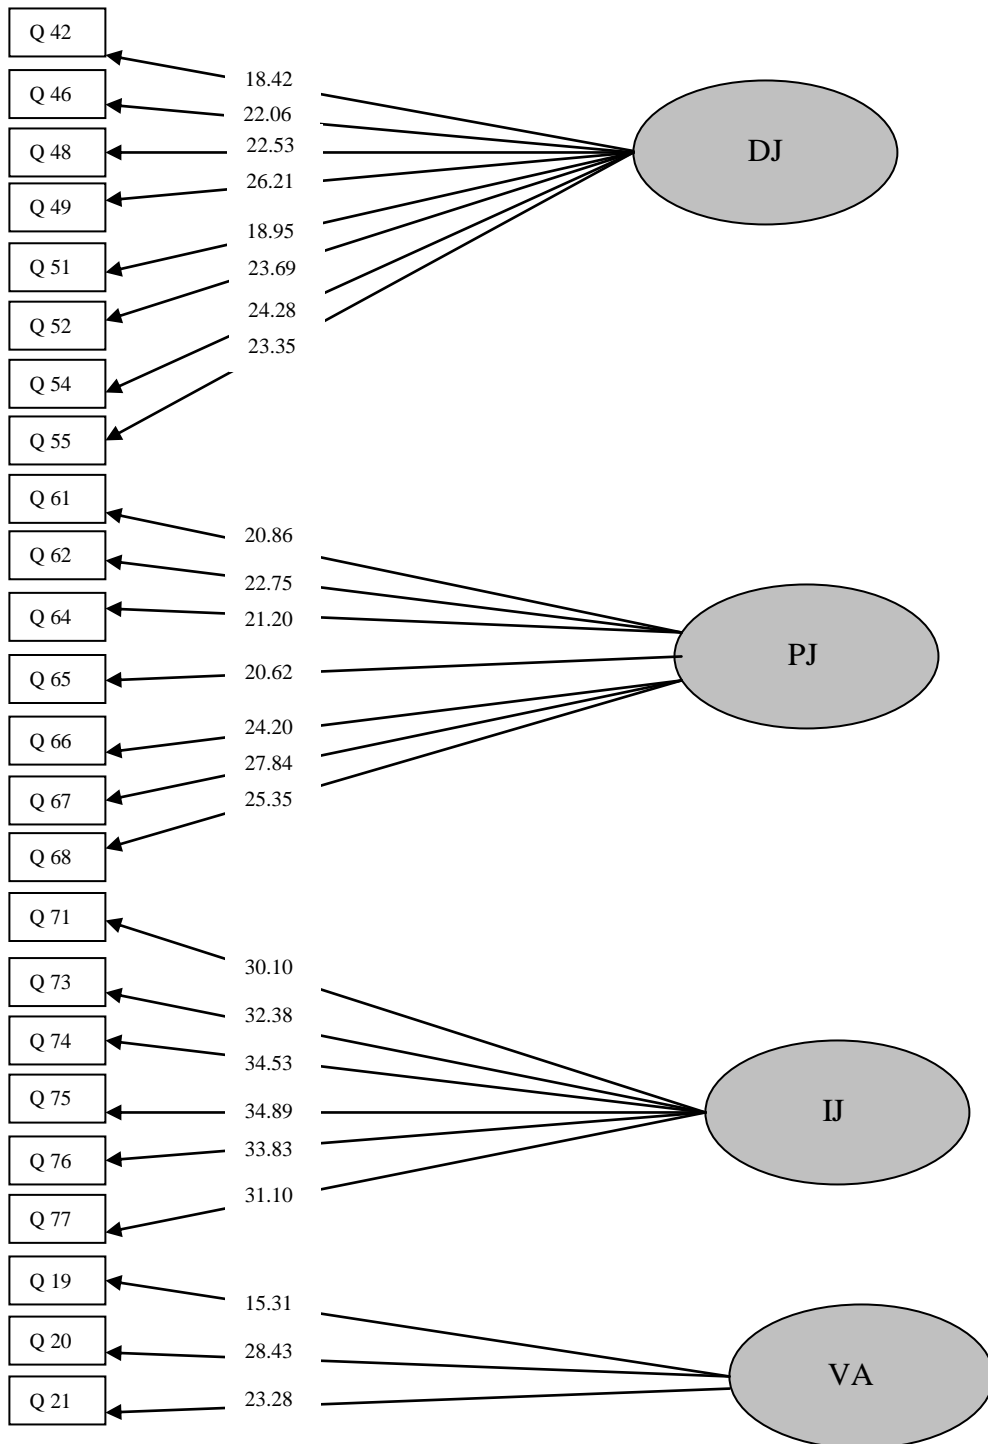 Q 42
18.42
Q 46
22.06
DJ
Q 48
22.53
Q 49
26.21
Q 51
18.95
Q 52
23.69
Q 54
24.28
Q 55
23.35
Q 61
20.86
Q 62
22.75
Q 64
21.20
PJ
Q 65
20.62
Q 66
24.20
Q 67
27.84
Q 68
25.35
Q 71
30.10
Q 73
32.38
Q 74
34.53
Q 75
34.89
IJ
Q 76
33.83
Q 77
31.10
Q 19
15.31
Q 20
28.43
VA
Q 21
23.28